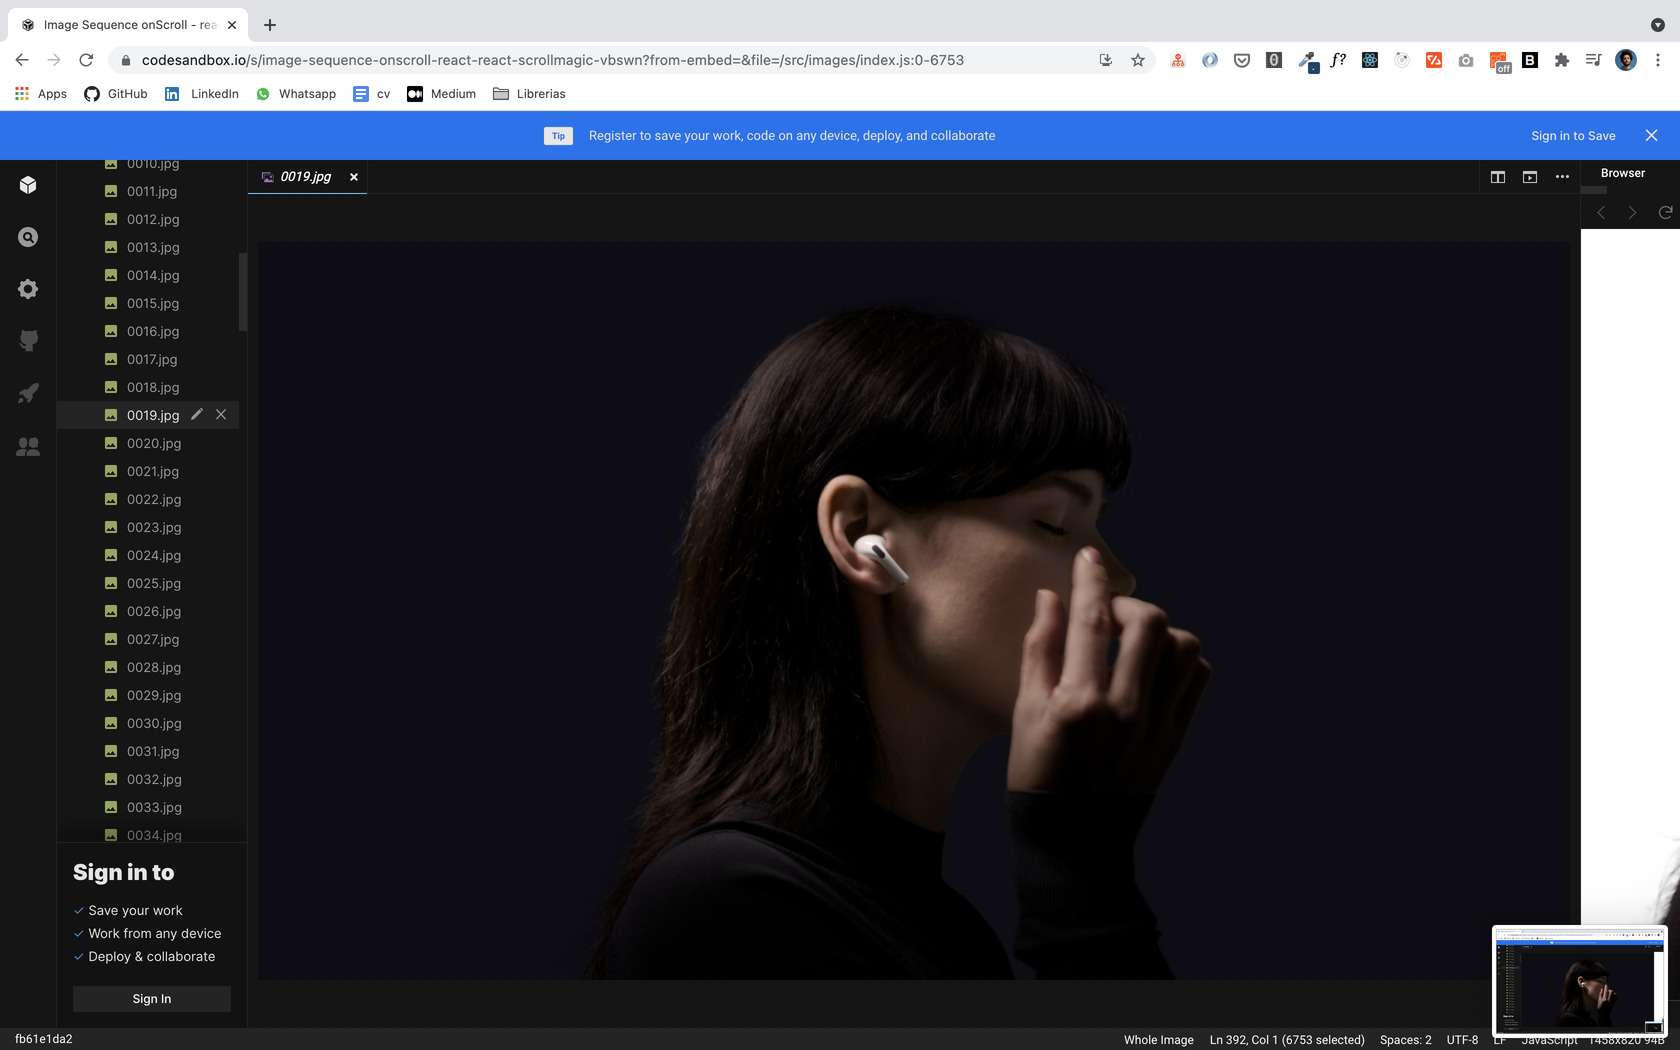 Image Sequence onScroll - rea
codesandbox.io/s/image-sequence-onscroll-react-react-scrollmagic-vbswn?from-embed=&file=/src/images/index.js:0-6753
f?
off
B
Apps
GitHub
LinkedIn
Whatsapp
cv
Medium
Librerias
Tip
Register to save your work, code on any device, deploy, and collaborate
Sign in to Save
0010.jpg
0011.jpg
0012.jpg
0013.jpg
0014.jpg
0015.jpg
0016.jpg
0017.jpg
0018.jpg
0019.jpg
0020.jpg
0021.jpg
0022.jpg
0023.jpg
0024.jpg
0025.jpg
0026.jpg
0027.jpg
0028.jpg
0029.jpg
0030.jpg
0031.jpg
0032.jpg
0033.jpg
0034.jpg
0019.jpg
Browser
Sign in to
Save your work
Work from any device
Deploy & collaborate
Sign In
fb61e1da2
Whole Image
Ln 392, Col 1 (6753 selected)
Spaces: 2
UTF-8
LF
JavaScript
1458x820 94B